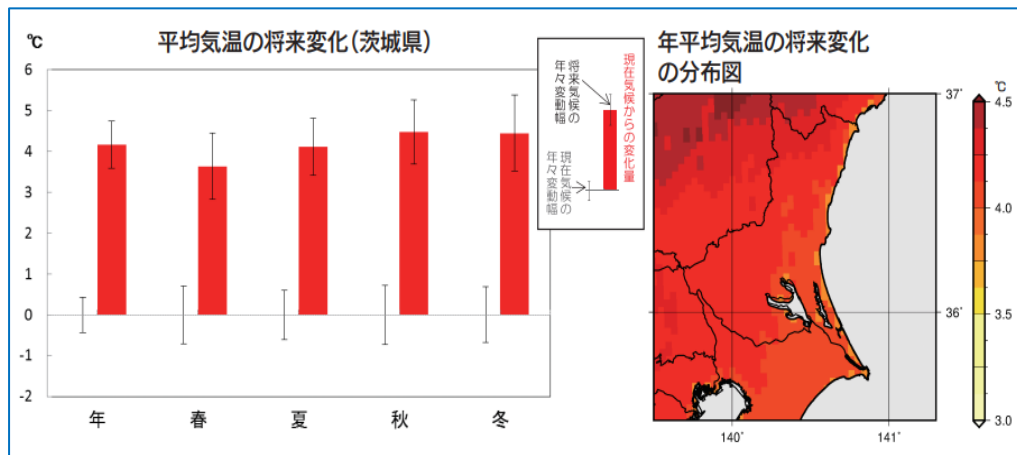 ℃
平均気温の将来変化(茨城県)
6
5
4
3
2
1
0
-1
-2
年 春 夏 秋 冬
現在気候からの変化量
将来気候の
年々変動幅
現在気候の
年々変動幅
年平均気温の将来変化
の分布図
37°
36°
140° 141°
℃
4.5
4.0
3.5
3.0